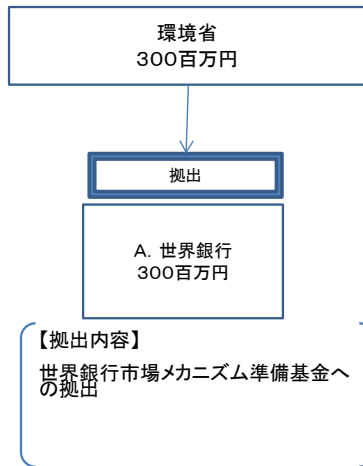 環境省
300百万円
拠出
A. 世界銀行
300百万円
【拠出内容】
世界銀行市場メカニズム準備基金へ
の拠出